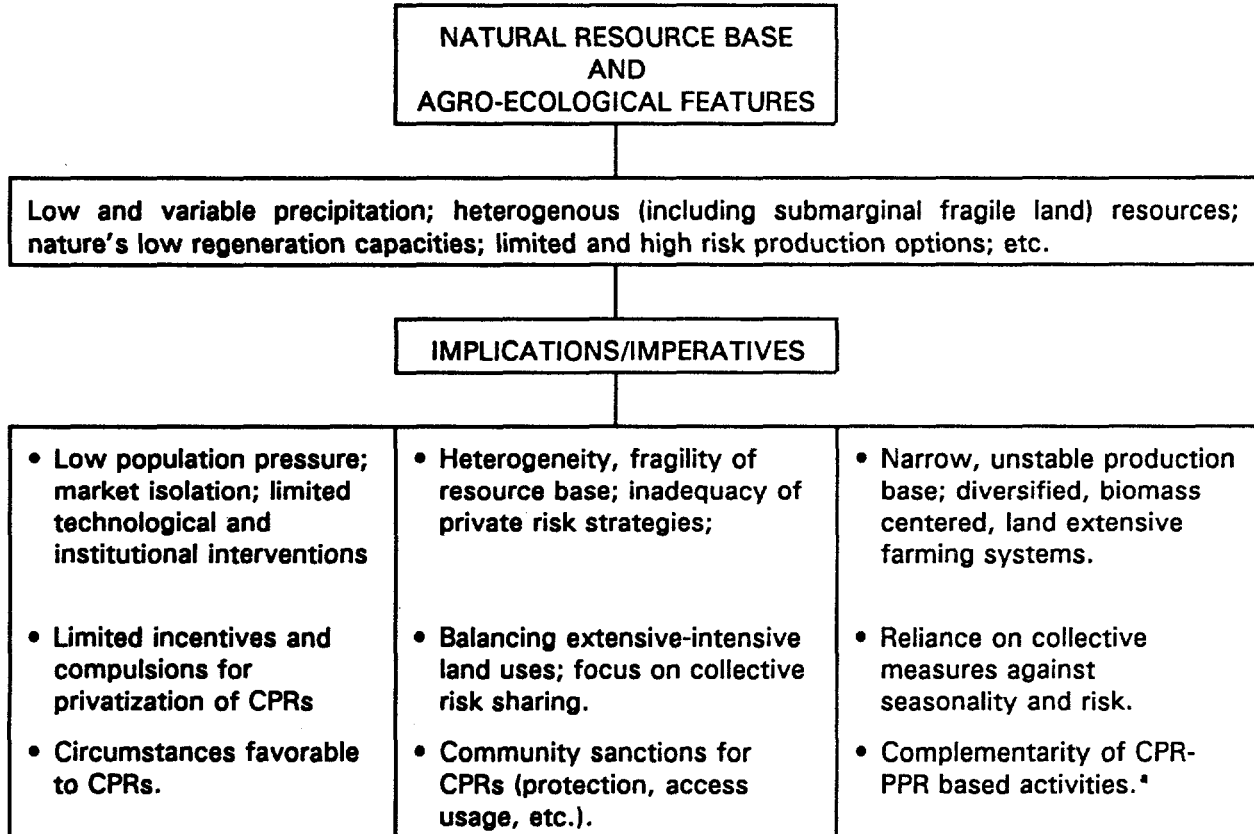 NATURAL RESOURCE BASE
AND
AGRO-ECOLOGICAL FEATURES
Low and variable precipitation; heterogenous (including submarginal fragile land) resources;
nature's low regeneration capacities; limited and high risk production options; etc.
IMPLICATIONS/IMPERATIVES
• Low population pressure;
market isolation; limited
technological and
institutional interventions
• Limited incentives and
compulsions for
privatization of CPRs
• Circumstances favorable
to CPRs.
• Heterogeneity, fragility of
resource base; inadequacy of
private risk strategies;
• Balancing extensive-intensive
land uses; focus on collective
risk sharing.
• Community sanctions for
CPRs (protection, access
usage, etc.).
• Narrow, unstable production
base; diversified, biomass
centered, land extensive
farming systems.
• Reliance on collective
measures against
seasonality and risk.
• Complementarity of CPR-
PPR based activities.ᵃ